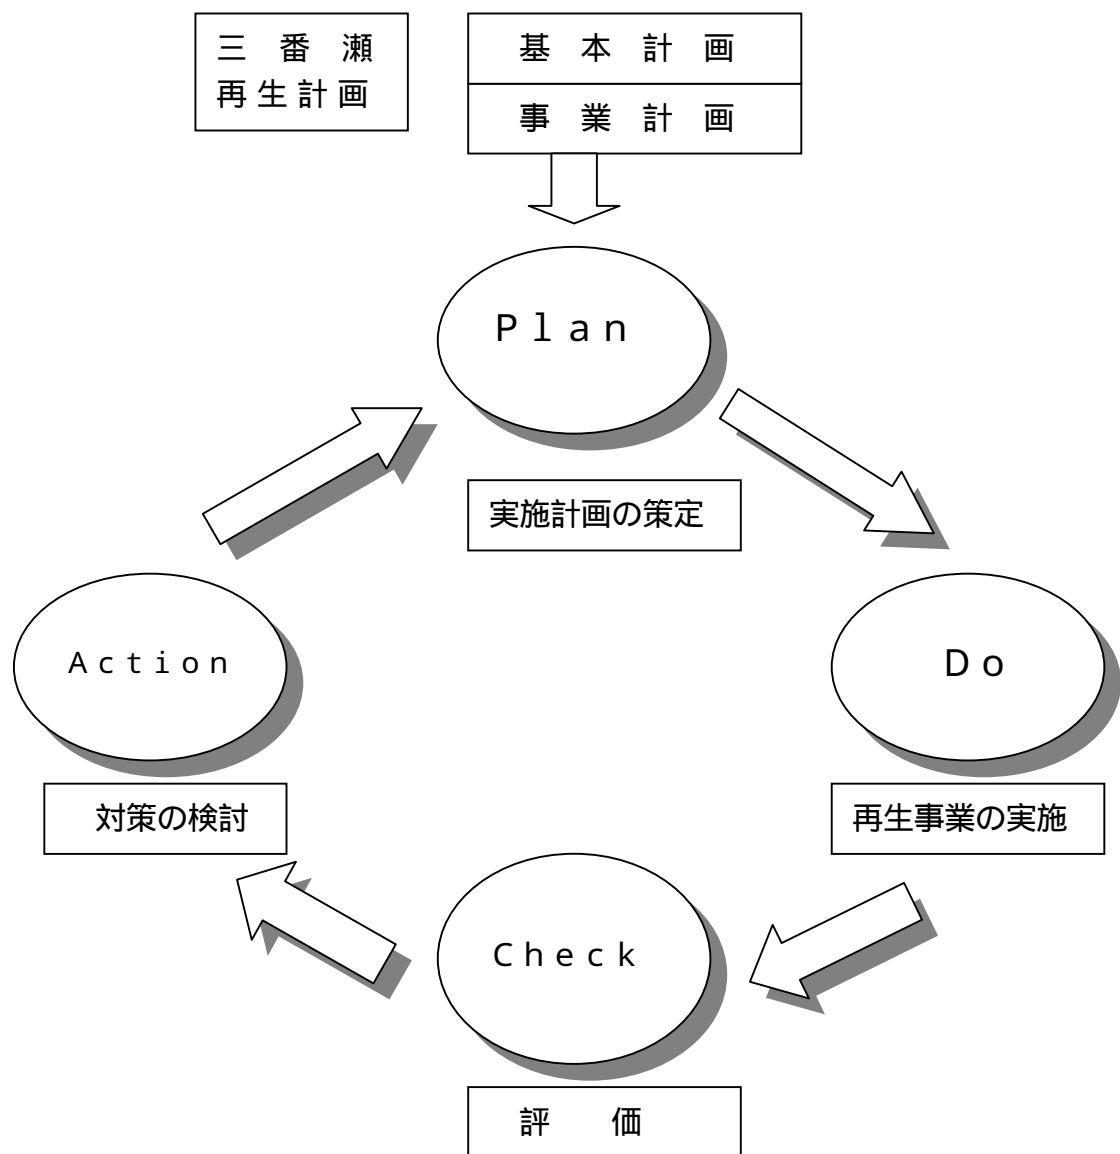 三番瀬
再生計画
基本計画
事業計画
Plan
実施計画の策定
Action
Do
対策の検討
再生事業の実施
Check
評価